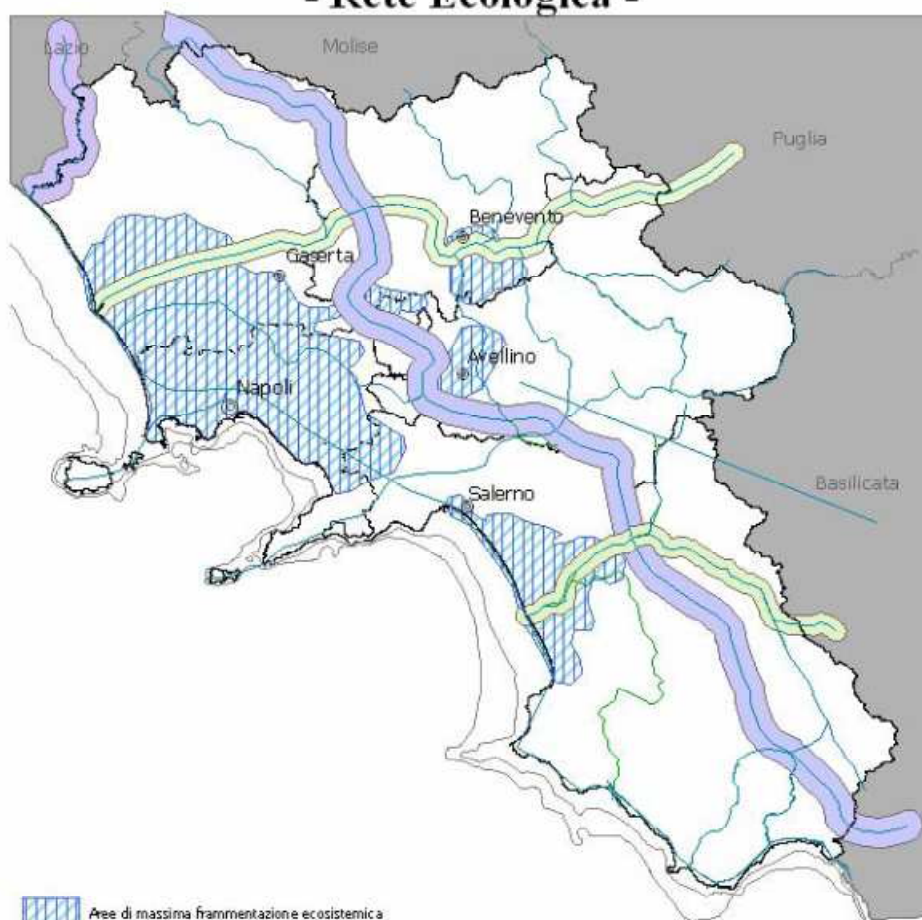 - Rete Ecologica -
Lazio
Molise
Puglia
Benevento
Caserta
Avellino
Napoli
Basilicata
Salerno
Aree di massima frammentazione ecosistemica